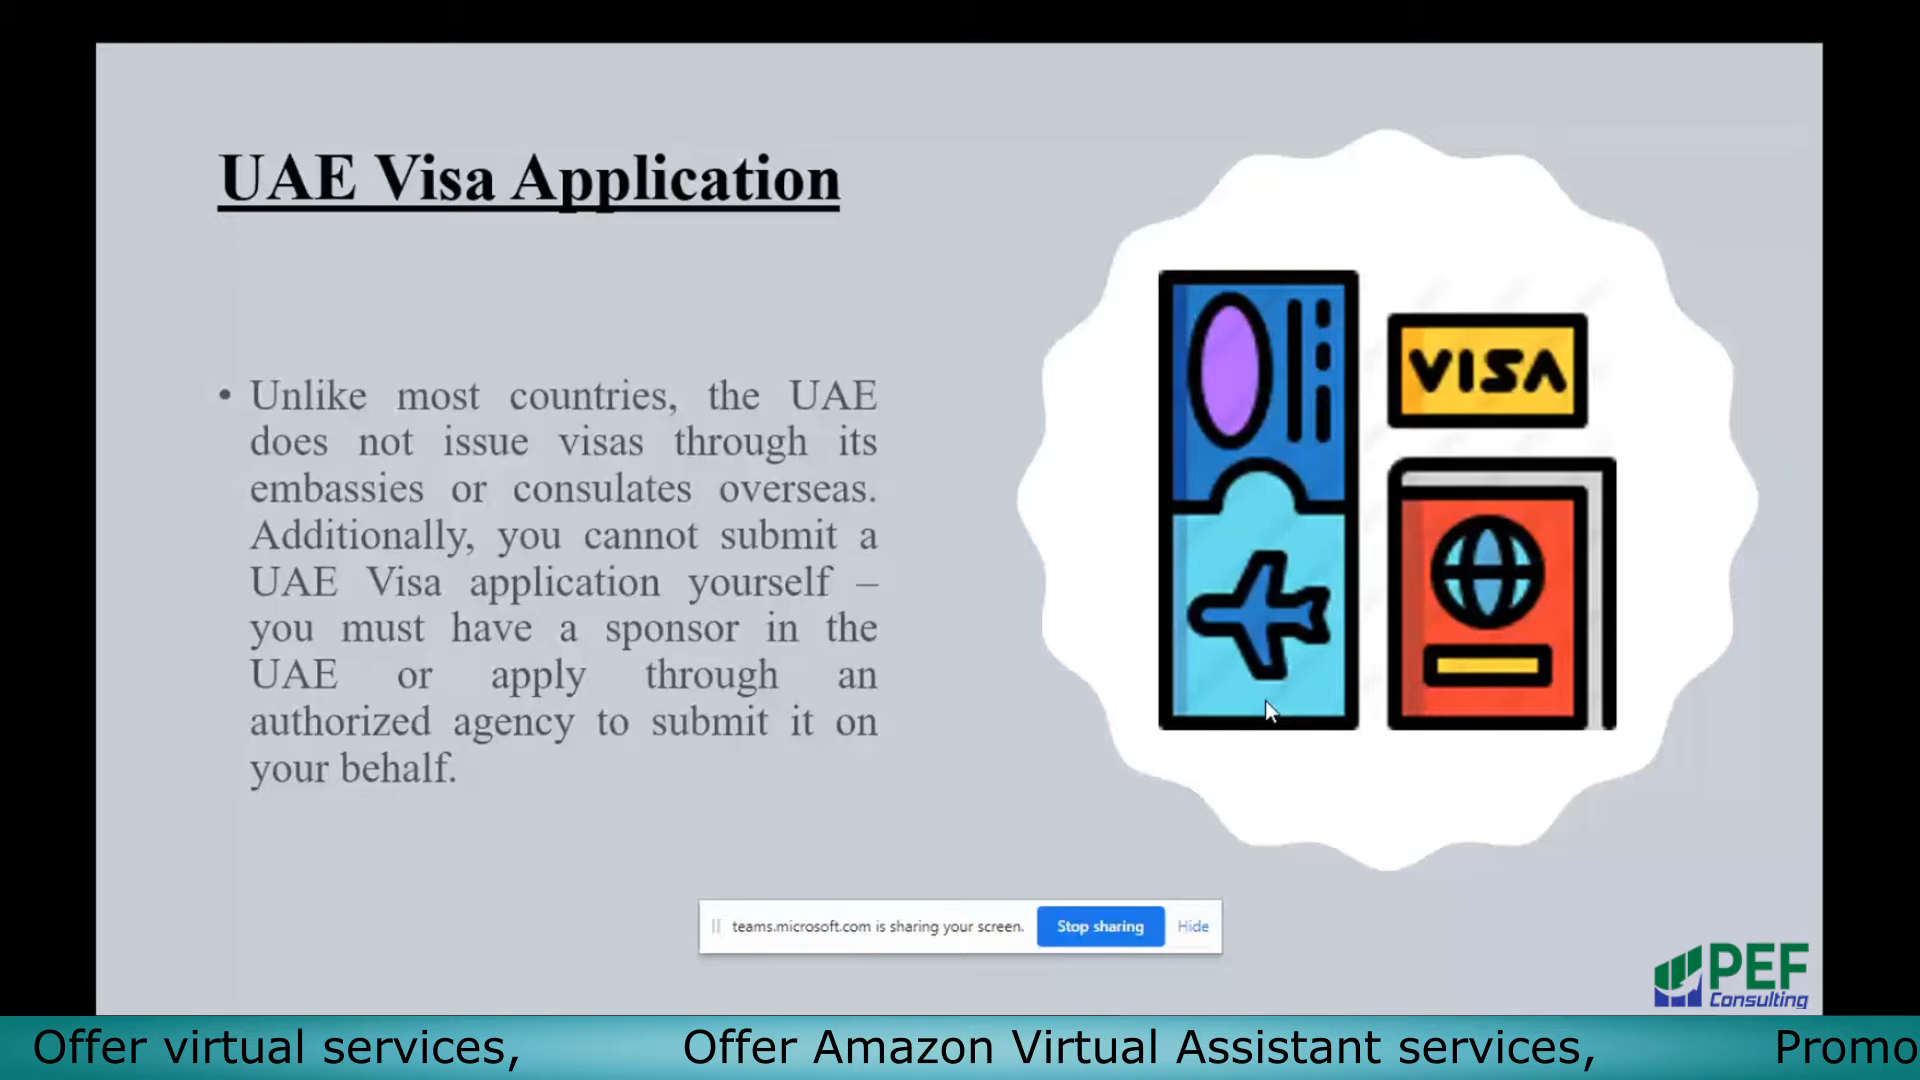 UAE Visa Application
• Unlike most countries, the UAE
does not issue visas through its
embassies or consulates overseas.
Additionally, you cannot submit a
UAE Visa application yourself –
you must have a sponsor in the
UAE or apply through an
authorized agency to submit it on
your behalf.
VISA
teams.microsoft.com is sharing your screen. Stop sharing Hide
PEF
Consulting
Offer virtual services, Offer Amazon Virtual Assistant services, Promo